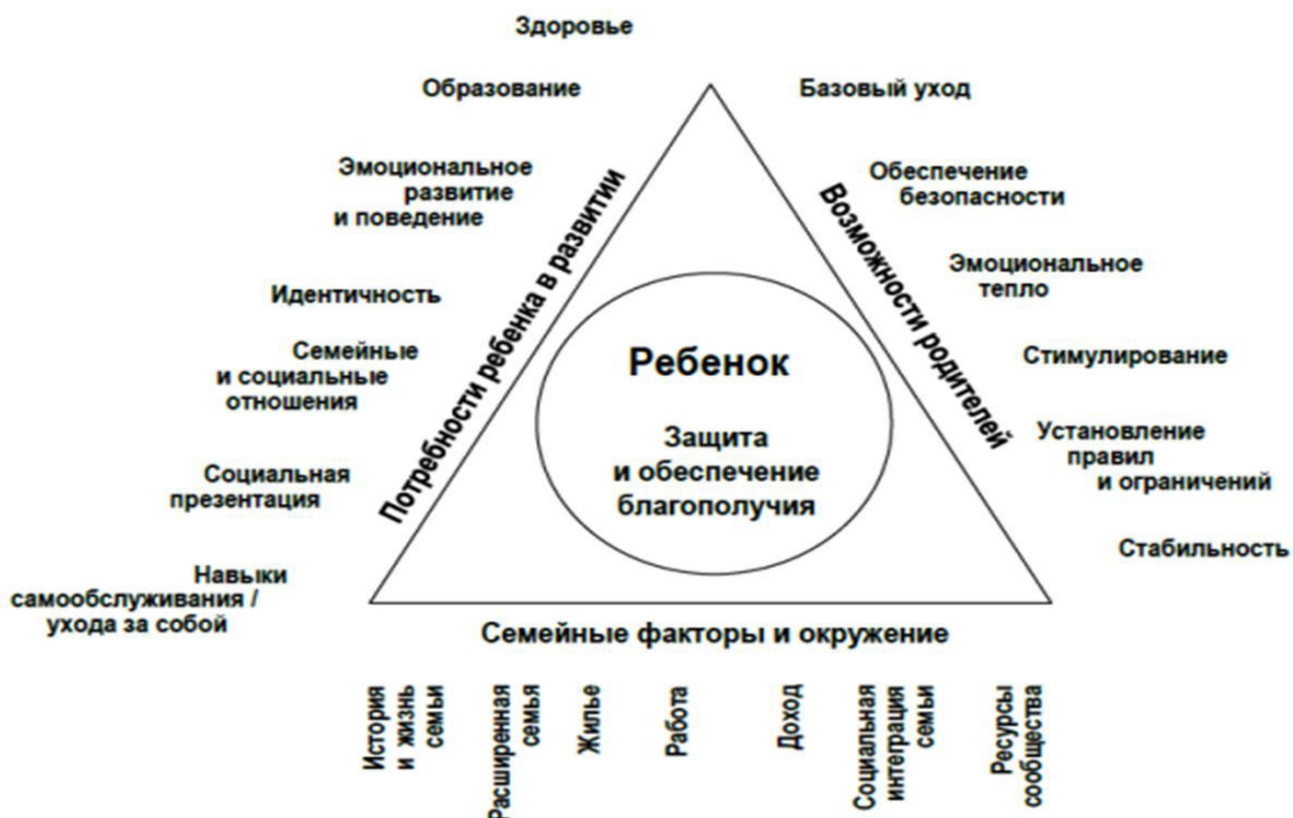 Здоровье
Образование
Эмоциональное
развитие
и поведение
Идентичность
Семейные
и социальные
отношения
Социальная
презентация
Навыки
самообслуживания /
ухода за собой
Потребности ребенка в развитии
Ребенок
Защита
и обеспечение
благополучия
Возможности родителей
Базовый уход
Обеспечение
безопасности
Эмоциональное
тепло
Стимулирование
Установление
правил
и ограничений
Стабильность
Семейные факторы и окружение
История
и жизнь
семьи
Расширенная
семья
Жилье
Работа
Доход
Социальная
интеграция
семьи
Ресурсы
сообщества